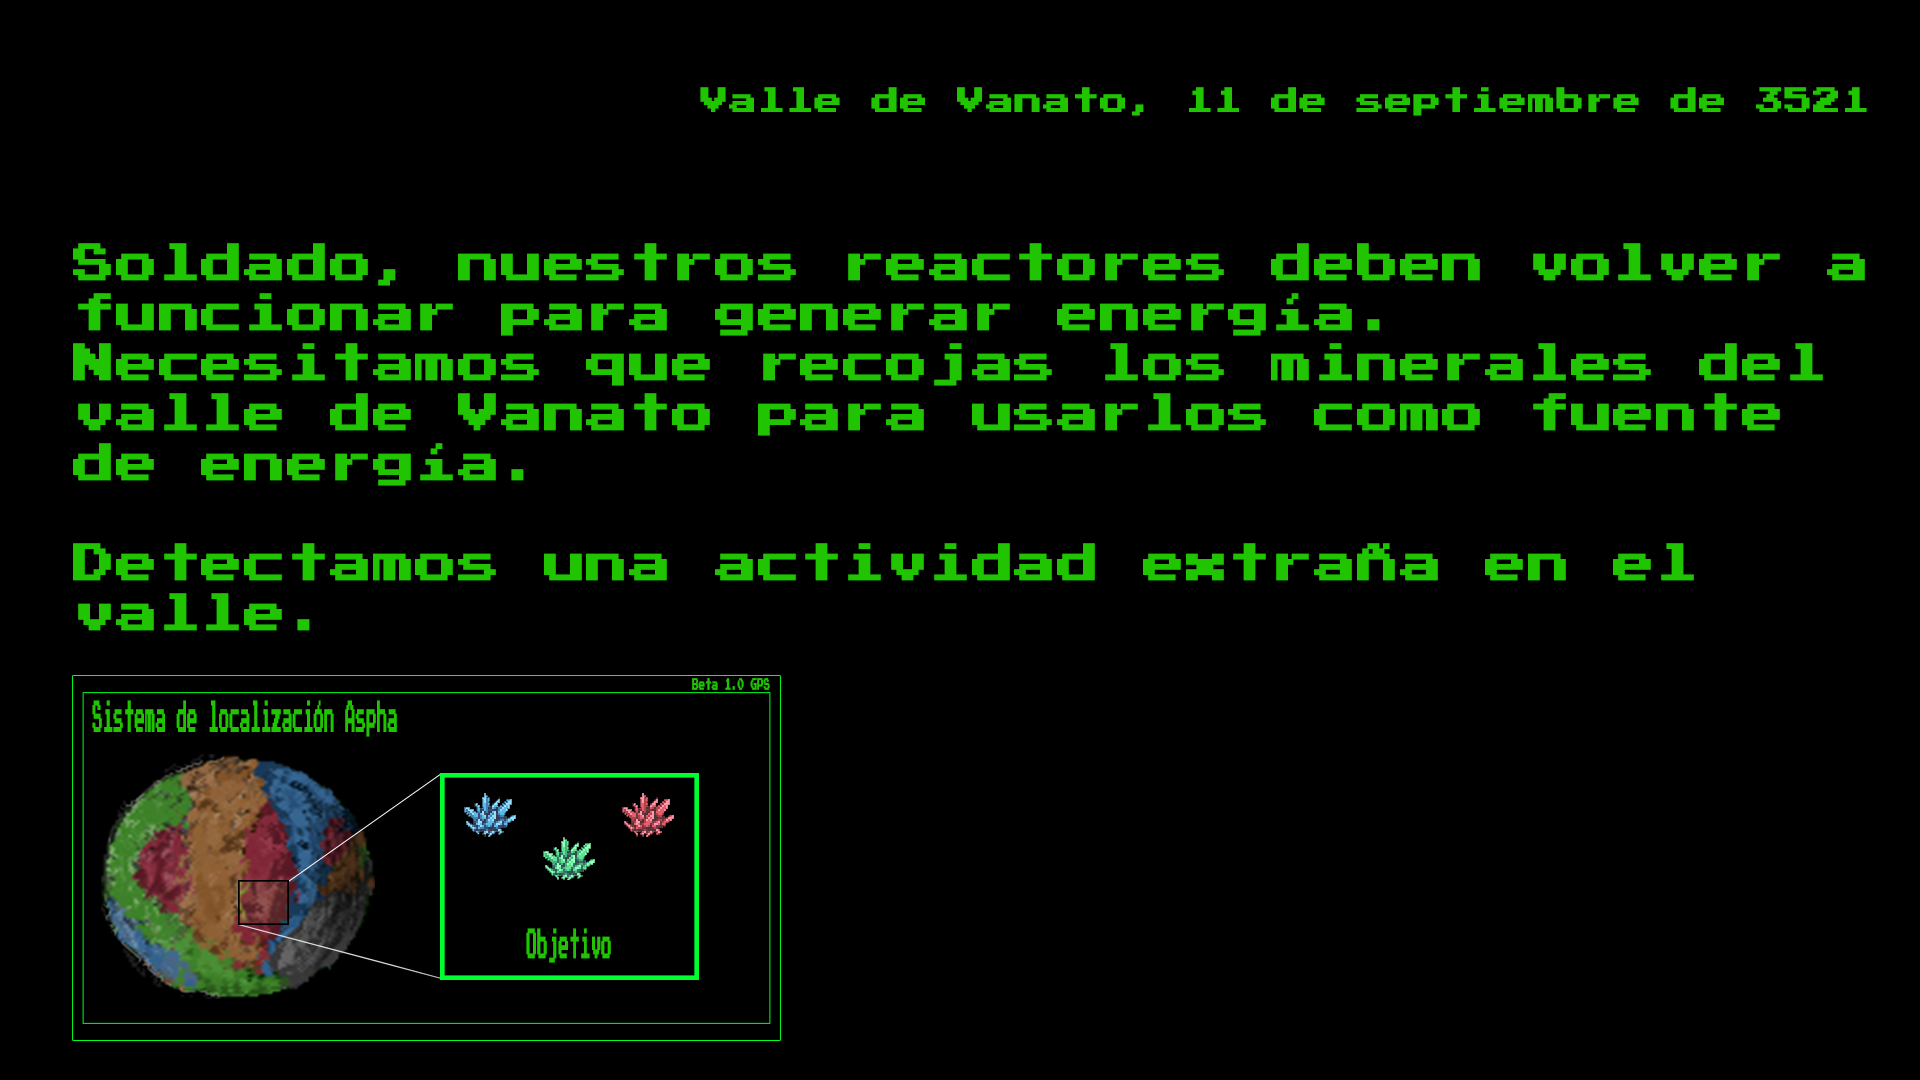 Valle de Vanato, 11 de septiembre de 3521
Soldado, nuestros reactores deben volver a
funcionar para generar energía.
Necesitamos que recojas los minerales del
valle de Vanato para usarlos como fuente
de energía.
Detectamos una actividad extraña en el
valle.
Beta 1.0 GPS
Sistema de localización Aspha
Objetivo